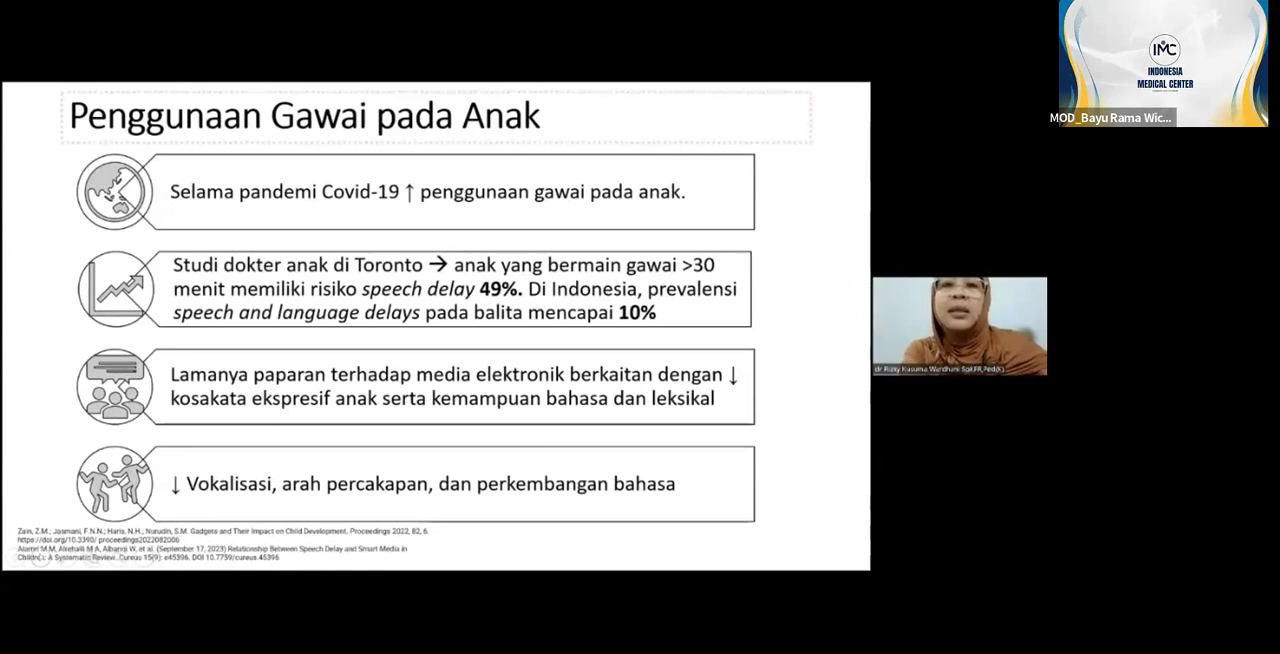 Penggunaan Gawai pada Anak
Selama pandemi Covid-19 ↑ penggunaan gawai pada anak.
Studi dokter anak di Toronto → anak yang bermain gawai >30
menit memiliki risiko speech delay 49%. Di Indonesia, prevalensi
speech and language delays pada balita mencapai 10%
Lamanya paparan terhadap media elektronik berkaitan dengan ↓
kosakata ekspresif anak serta kemampuan bahasa dan leksikal
↓ Vokalisasi, arah percakapan, dan perkembangan bahasa
Zain, Z.M.; Jasmani, F.N.N.; Haris, N.H.; Nurudin, S.M. Gadgets and Their Impact on Child Development. Proceedings 2022, 82, 6.
https://doi.org/10.3390/ proceedings2022082006
Alamri M.M, Alrehaili M A, Albariqi W, et al. (September 17, 2023) Relationship Between Speech Delay and Smart Media in
Children: A Systematic Review. Cureus 15(9): e45396. DOI 10.7759/cureus.45396
IMC
INDONESIA
MEDICAL CENTER
MOD_Bayu Rama Wic...
dr Rizky Kusuma Wardhani SpKFR,Ped(K)